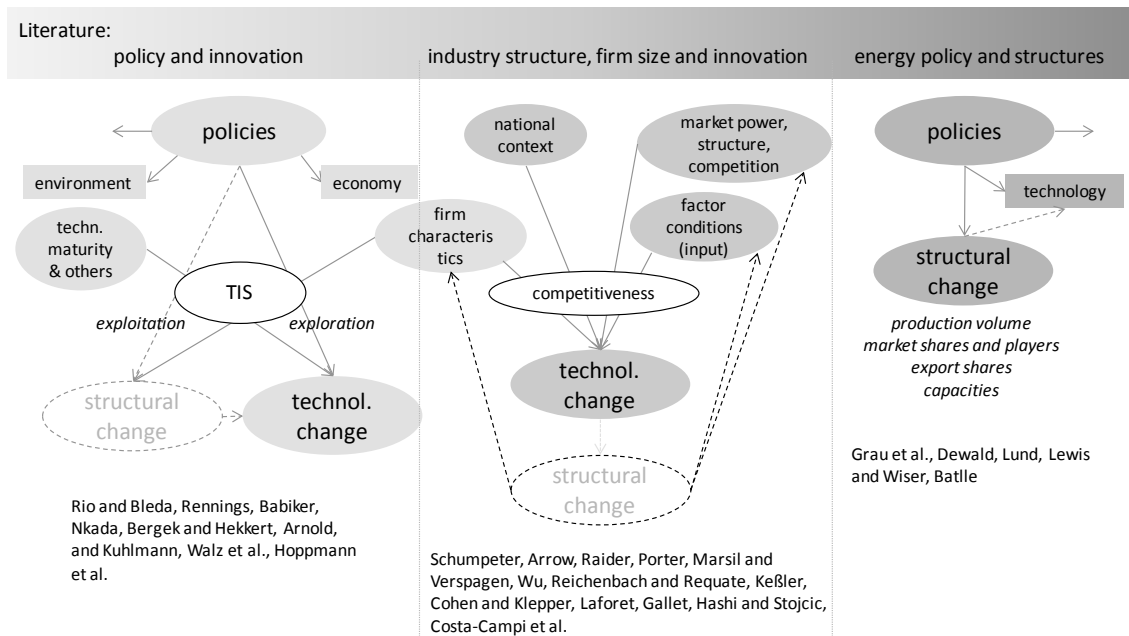 Literature:
policy and innovation
industry structure, firm size and innovation
energy policy and structures
policies
environment
economy
techn.
maturity
& others
TIS
exploitation
exploration
structural
change
technol.
change
Rio and Bleda, Rennings, Babiker,
Nkada, Bergek and Hekkert, Arnold,
and Kuhlmann, Walz et al., Hoppmann
et al.
national
context
market power,
structure,
competition
firm
characteris
tics
factor
conditions
(input)
competitiveness
technol.
change
structural
change
Schumpeter, Arrow, Raider, Porter, Marsil and
Verspagen, Wu, Reichenbach and Requate, Keßler,
Cohen and Klepper, Laforet, Gallet, Hashi and Stojcic,
Costa-Campi et al.
policies
technology
structural
change
production volume
market shares and players
export shares
capacities
Grau et al., Dewald, Lund, Lewis
and Wiser, Batlle